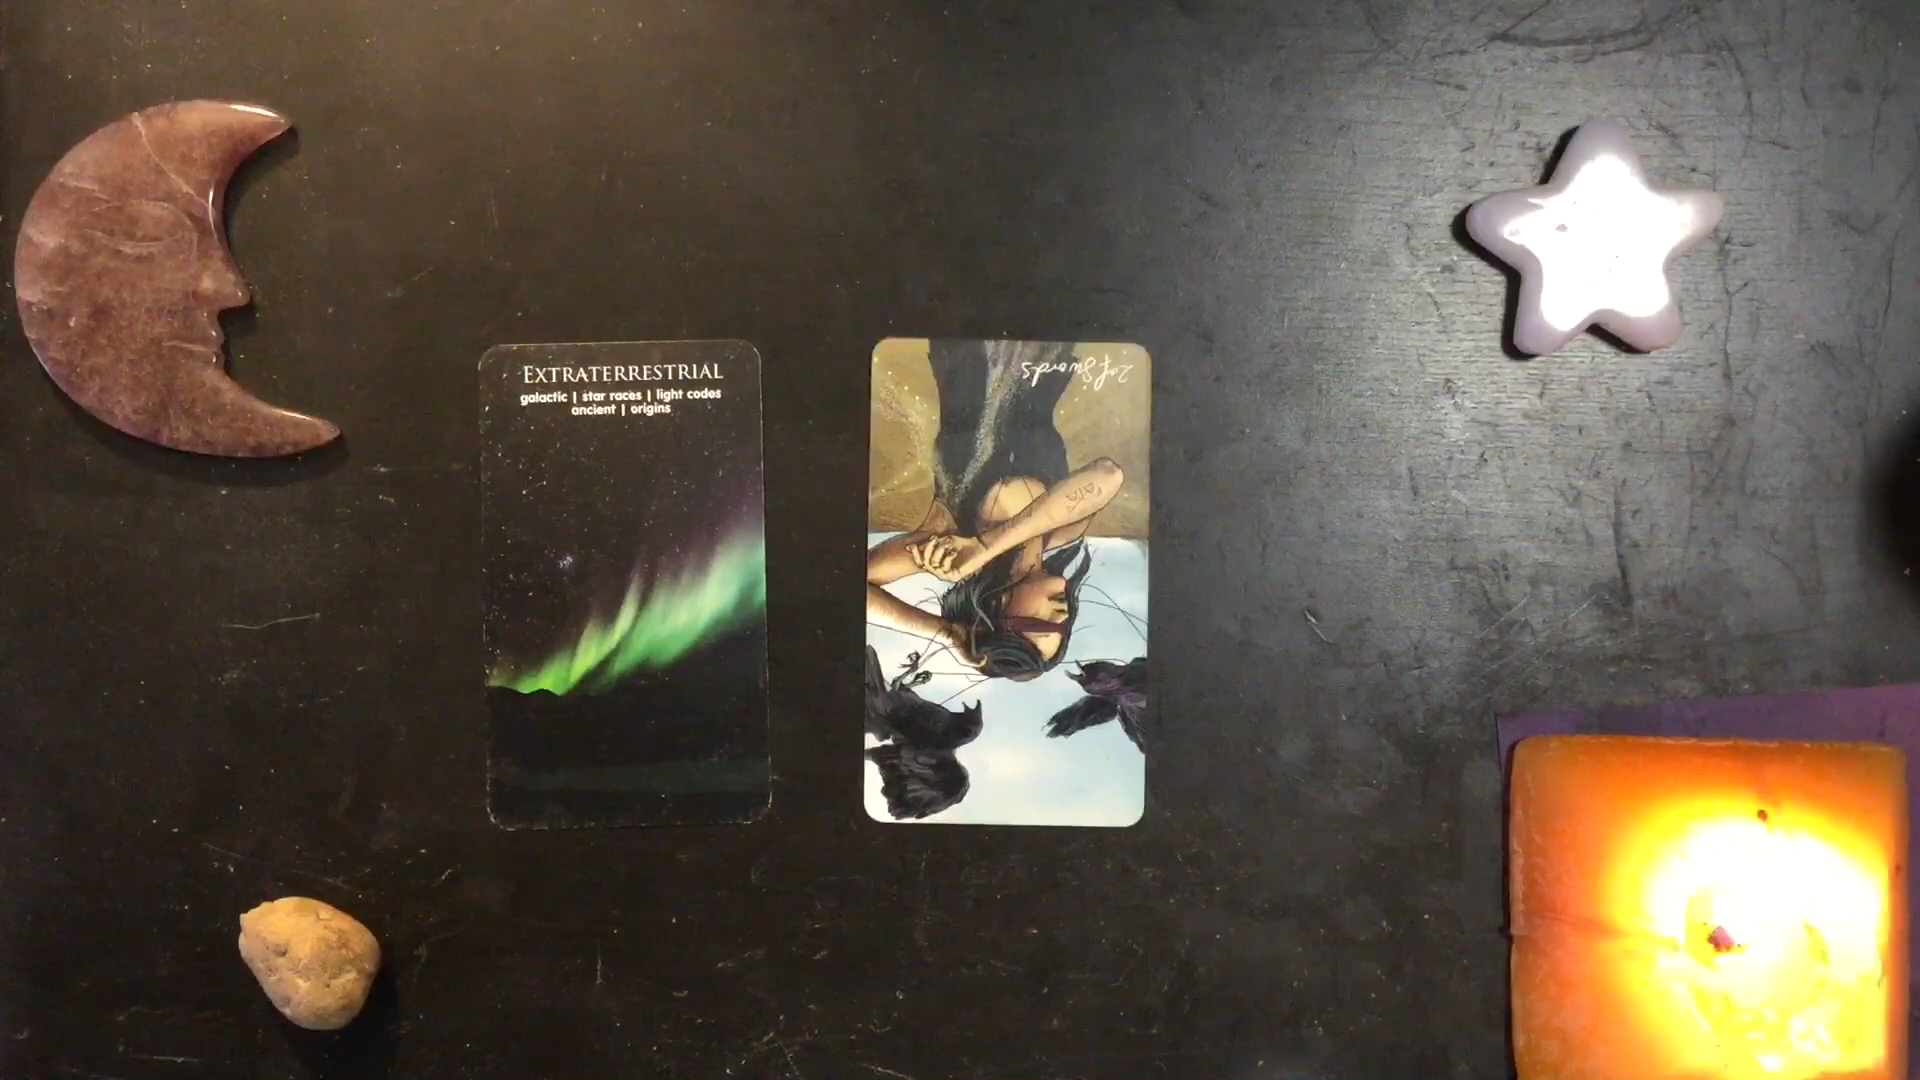 EXTRATERRESTRIAL
galactic | star races | light codes
ancient | origins
2 of Swords